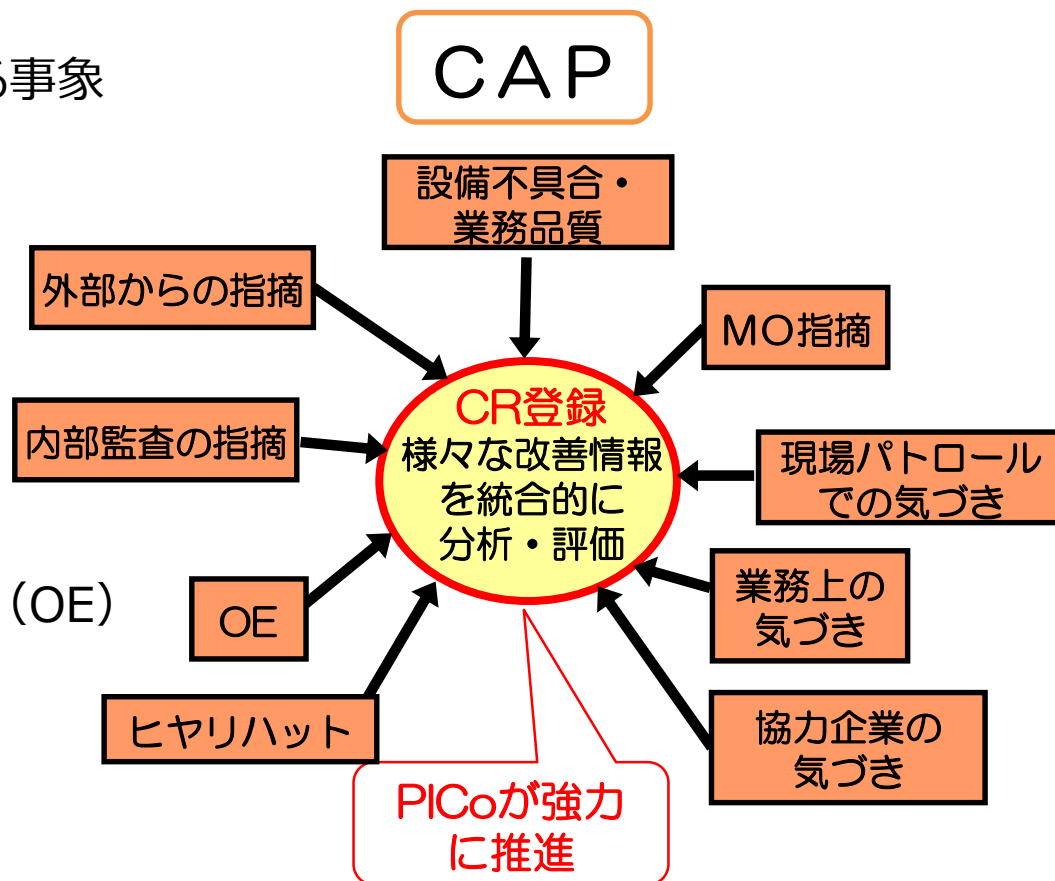 る事象
CAP
設備不具合・
業務品質
外部からの指摘
MO指摘
内部監査の指摘
CR登録
様々な改善情報
を統合的に
分析・評価
現場パトロール
での気づき
（OE）
OE
業務上の
気づき
ヒヤリハット
協力企業の
気づき
PICoが強力
に推進